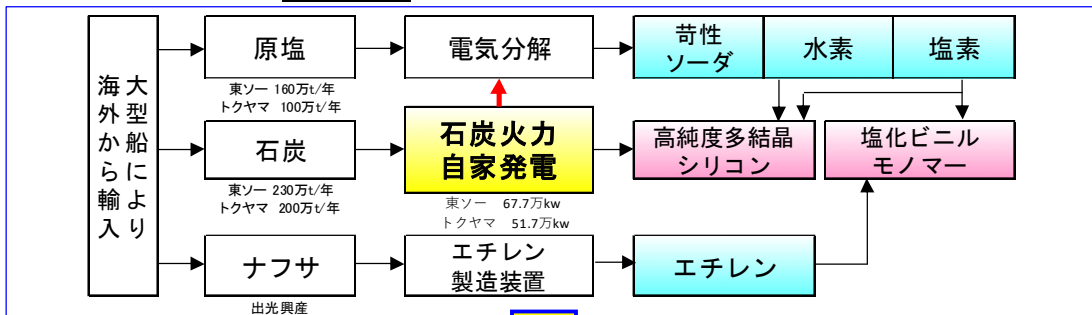 大型船により
海外から輸入
原塩
東ソー 160万t/年
トクヤマ 100万t/年
電気分解
苛性
ソーダ
水素
塩素
石炭
東ソー 230万t/年
トクヤマ 200万t/年
石炭火力
自家発電
東ソー 67.7万kw
トクヤマ 51.7万kw
高純度多結晶
シリコン
塩化ビニル
モノマー
ナフサ
出光興産
エチレン
製造装置
エチレン